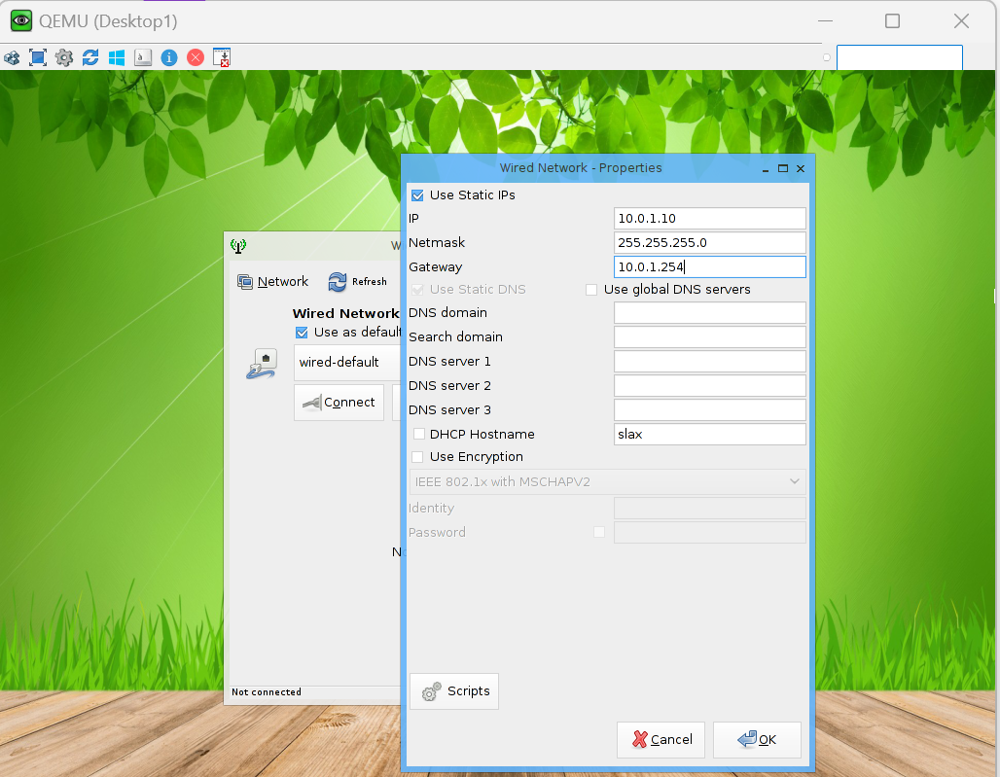 QEMU (Desktop1)
Wired Network - Properties
Use Static IPs
IP
10.0.1.10
Netmask
255.255.255.0
Gateway
10.0.1.254
Use Static DNS
Use global DNS servers
DNS domain
Search domain
DNS server 1
DNS server 2
DNS server 3
DHCP Hostname
slax
Use Encryption
IEEE 802.1x with MSCHAPV2
Identity
Password
Scripts
Cancel
OK
Network
Refresh
Wired Network
Use as default
wired-default
Connect
Not connected